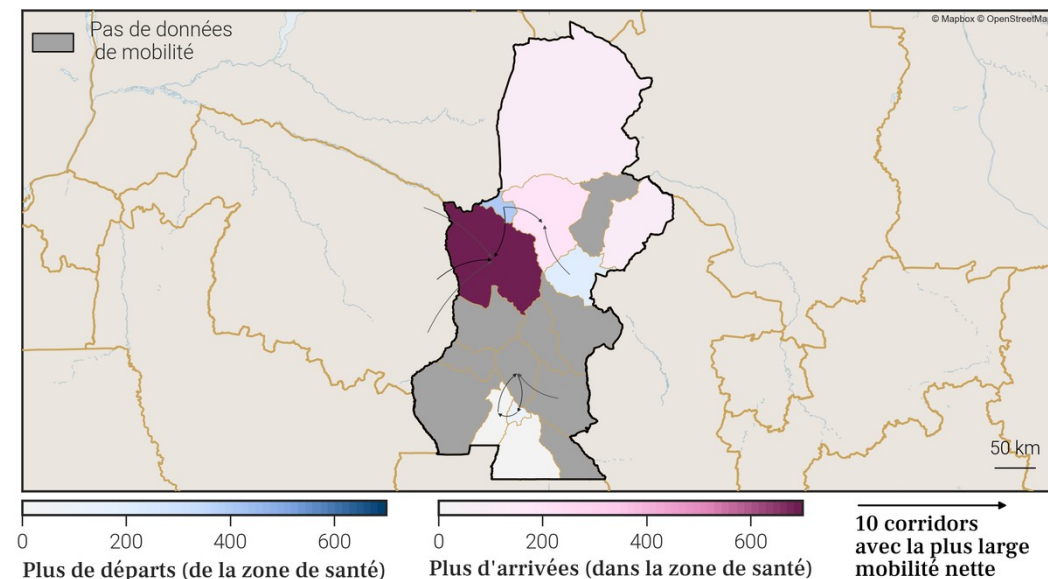 © Mapbox © OpenStreetMap
Pas de données
de mobilité
50 km
0 200 400 600
0 200 400 600
Plus de départs (de la zone de santé)
Plus d'arrivées (dans la zone de santé)
10 corridors
avec la plus large
mobilité nette